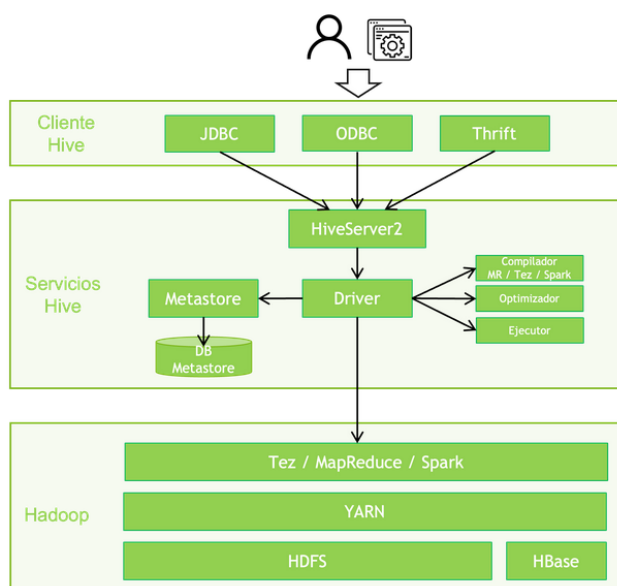 Cliente
Hive
JDBC
ODBC
Thrift
HiveServer2
Servicios
Hive
Metastore
Driver
Compilador
MR / Tez / Spark
Optimizador
Ejecutor
DB
Metastore
Hadoop
Tez / MapReduce / Spark
YARN
HDFS
HBase